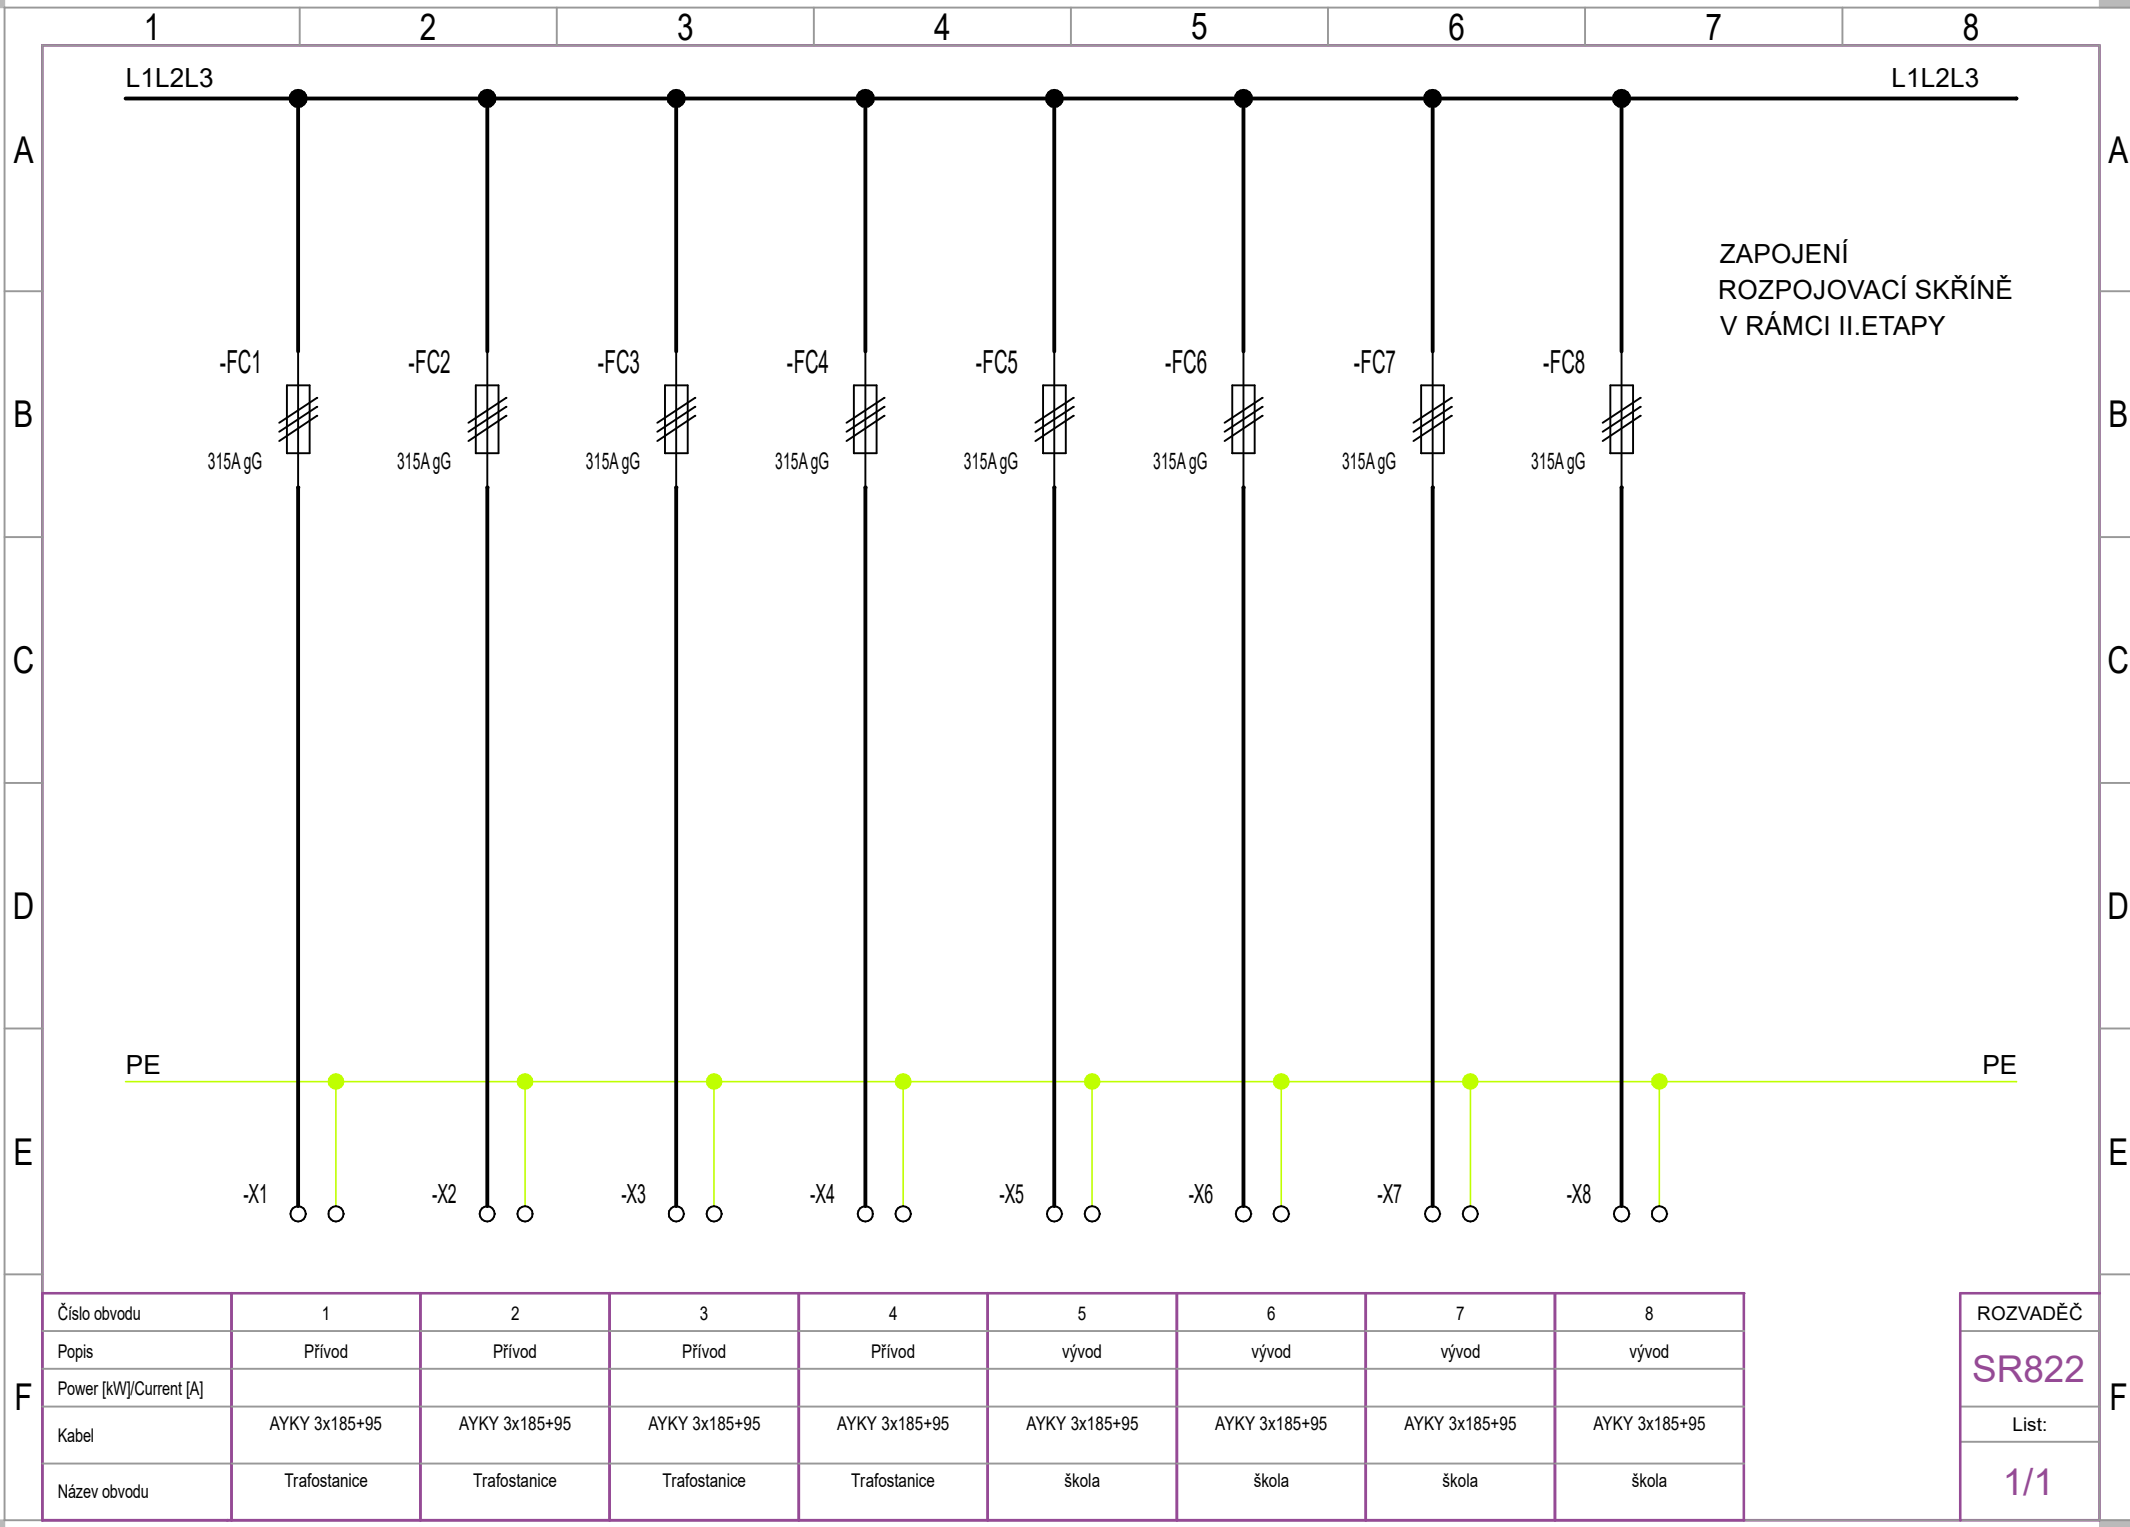 1 2 3 4 5 6 7 8
L1L2L3 L1L2L3
A A
ZAPOJENÍ
ROZPOJOVACÍ SKŘÍNĚ
V RÁMCI II.ETAPY
-FC1 -FC2 -FC3 -FC4 -FC5 -FC6 -FC7 -FC8
B B
315A gG 315A gG 315A gG 315A gG 315A gG 315A gG 315A gG 315A gG
C C
D D
PE PE
E E
-X1 -X2 -X3 -X4 -X5 -X6 -X7 -X8
Číslo obvodu 1 2 3 4 5 6 7 8
Popis Přívod Přívod Přívod Přívod vývod vývod vývod vývod
Power [kW]/Current [A]
Kabel AYKY 3x185+95 AYKY 3x185+95 AYKY 3x185+95 AYKY 3x185+95 AYKY 3x185+95 AYKY 3x185+95 AYKY 3x185+95 AYKY 3x185+95
Název obvodu Trafostanice Trafostanice Trafostanice Trafostanice škola škola škola škola
F F
ROZVADĚČ
SR822
List:
1/1